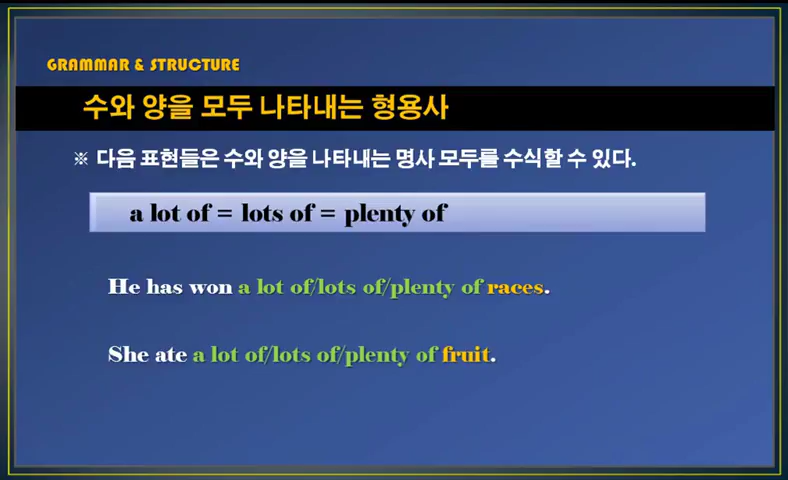 GRAMMAR & STRUCTURE
수와 양을 모두 나타내는 형용사
※ 다음 표현들은 수와 양을 나타내는 명사 모두를 수식할 수 있다.
a lot of = lots of = plenty of
He has won a lot of/lots of/plenty of races.
She ate a lot of/lots of/plenty of fruit.